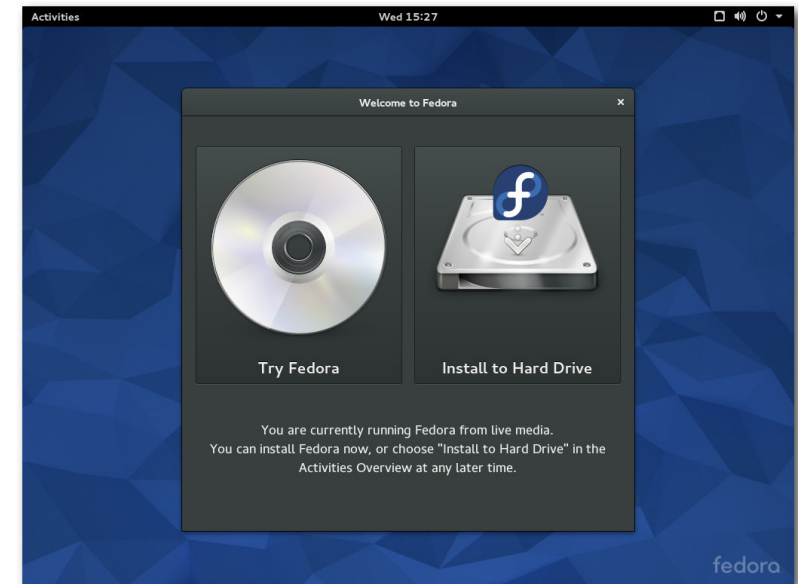 Activities
Wed 15:27
Welcome to Fedora
Try Fedora
Install to Hard Drive
You are currently running Fedora from live media.
You can install Fedora now, or choose "Install to Hard Drive" in the
Activities Overview at any later time.
fedora